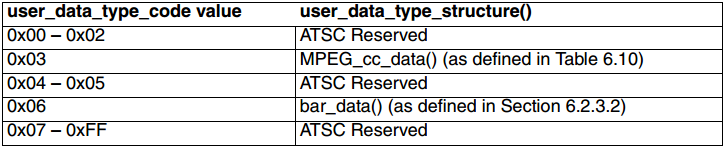 user_data_type_code value user_data_type_structure()
0x00 – 0x02 ATSC Reserved
0x03 MPEG_cc_data() (as defined in Table 6.10)
0x04 – 0x05 ATSC Reserved
0x06 bar_data() (as defined in Section 6.2.3.2)
0x07 – 0xFF ATSC Reserved